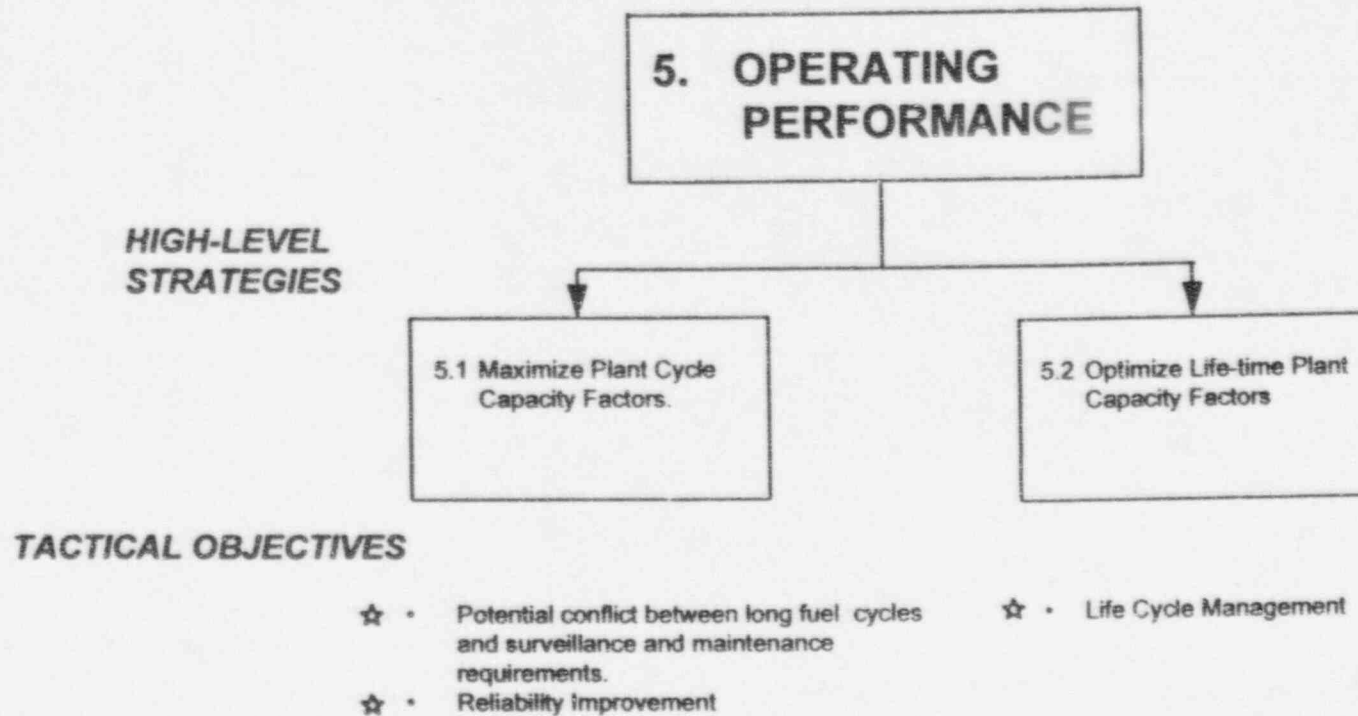 5. OPERATING
PERFORMANCE
HIGH-LEVEL
STRATEGIES
5.1 Maximize Plant Cycle
Capacity Factors.
5.2 Optimize Life-time Plant
Capacity Factors
TACTICAL OBJECTIVES
☆ • Potential conflict between long fuel cycles
and surveillance and maintenance
requirements.
☆ • Reliability Improvement
☆ • Life Cycle Management